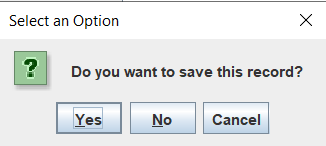 Select an Option
Do you want to save this record?
Yes No Cancel